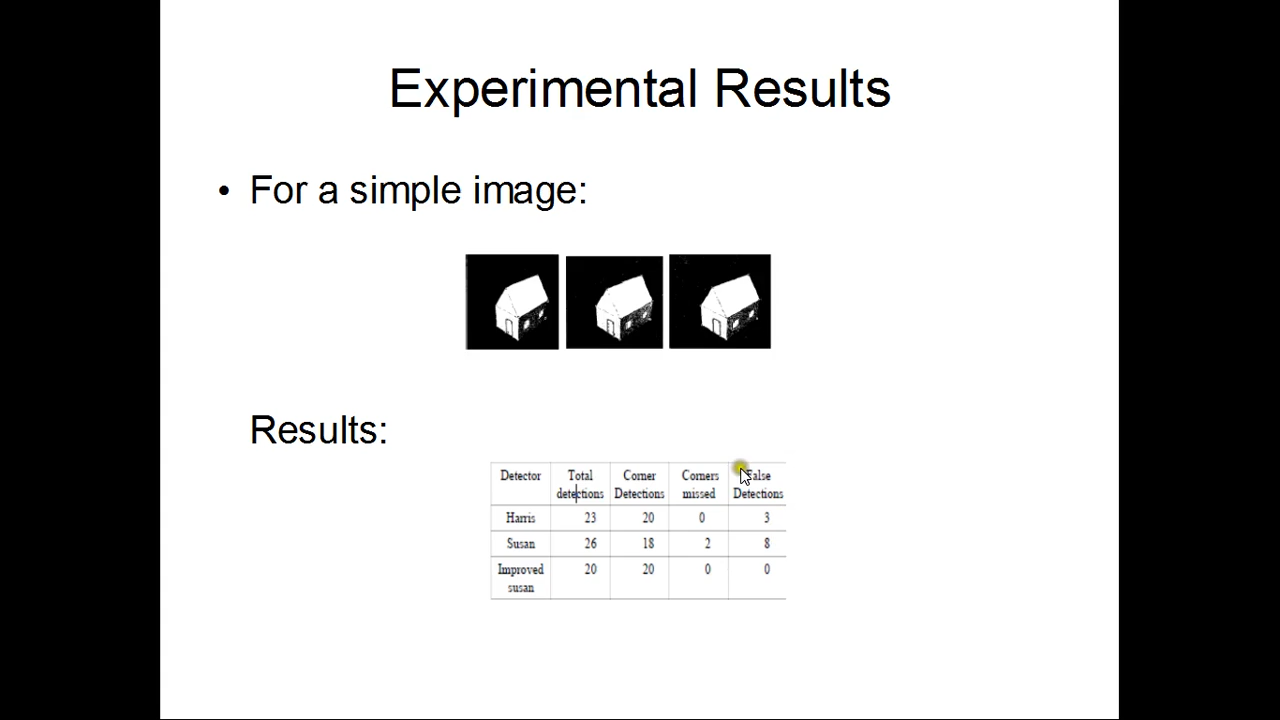 Experimental Results
• For a simple image:
Results:
Detector Total detections Corner Detections Corners missed False Detections
Harris 23 20 0 3
Susan 26 18 2 8
Improved susan 20 20 0 0